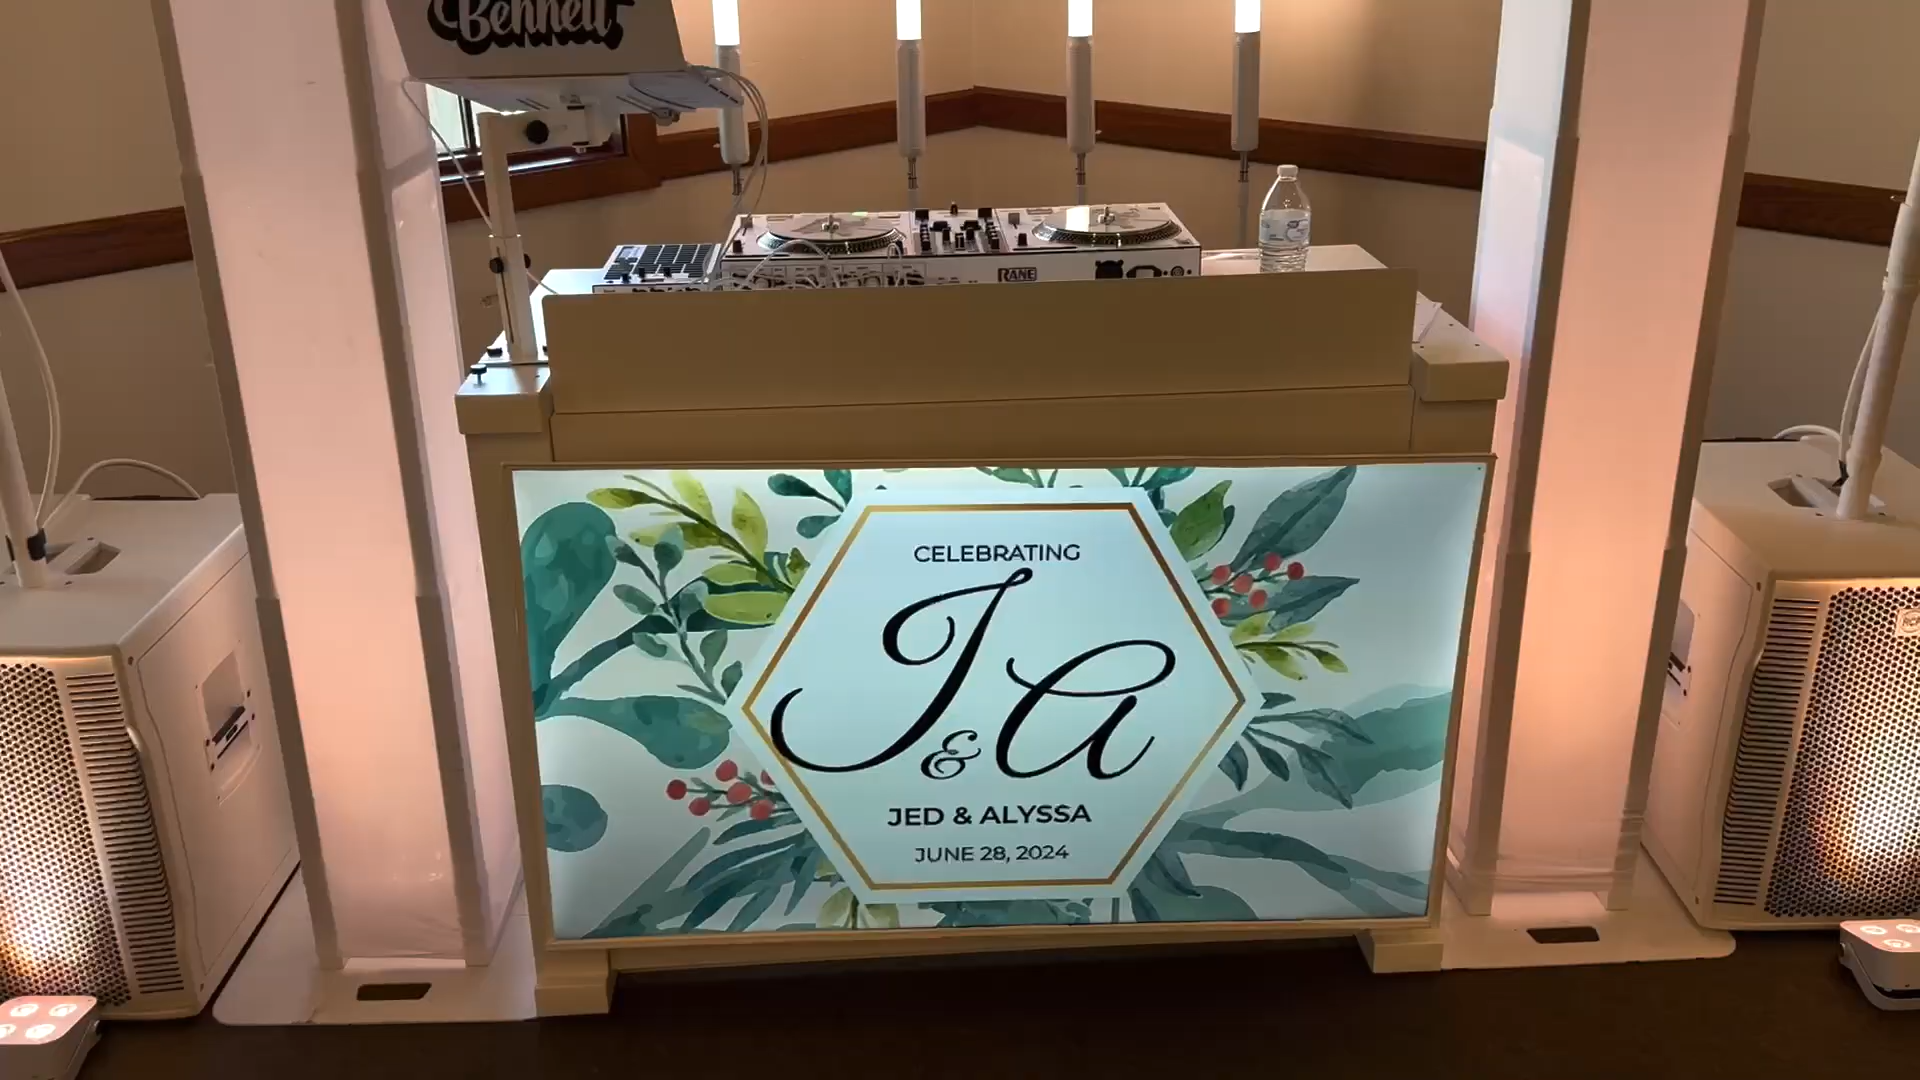 Bennett
RANE
CELEBRATING
J & A
JED & ALYSSA
JUNE 28, 2024